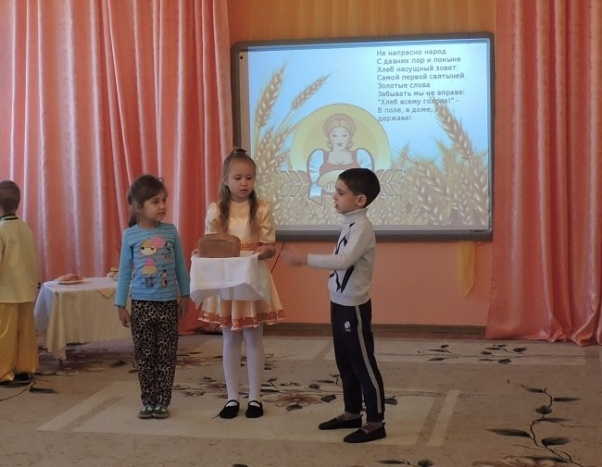 Не напрасно народ
С давних пор и поныне
Хлеб насущный зовет
Самой первой святыней.
Золотые слова
Забывать мы не вправе:
"Хлеб всему голова!" -
В поле, в доме, в
державе!